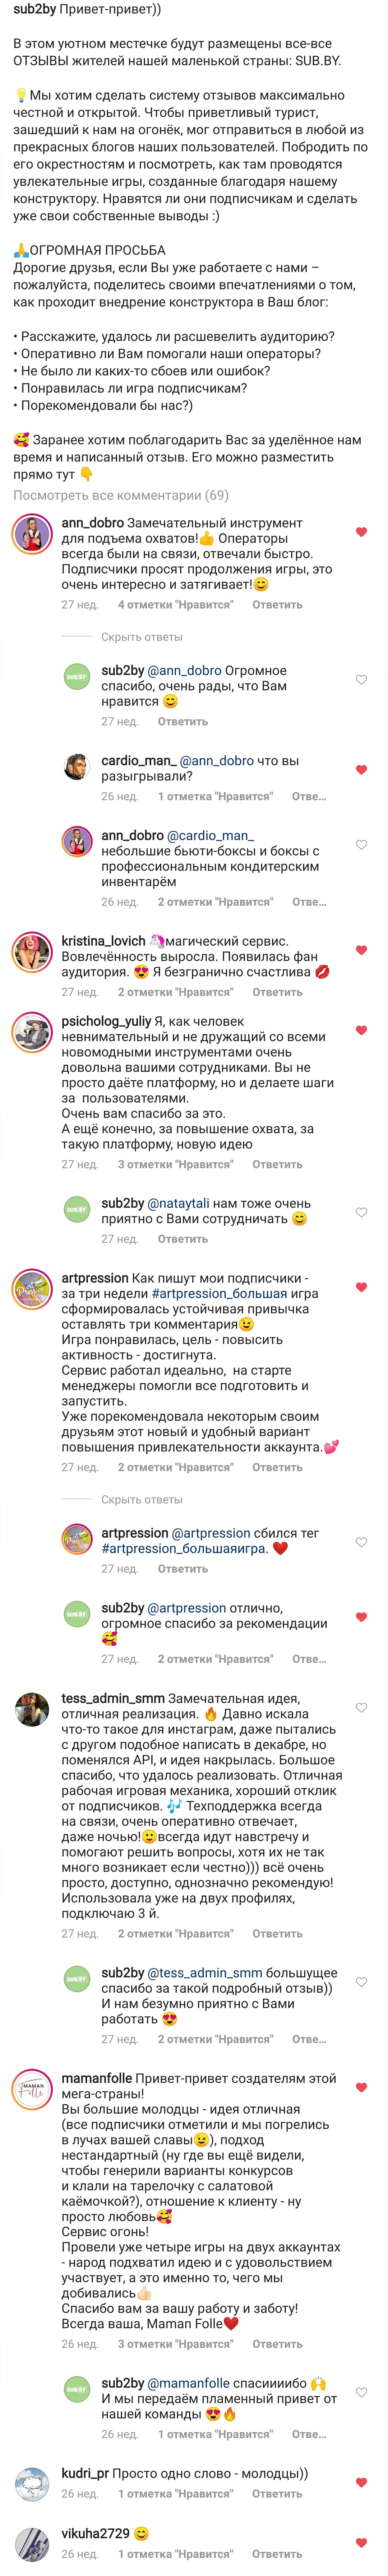 sub2by Привет-привет))
В этом уютном местечке будут размещены все-все
ОТЗЫВЫ жителей нашей маленькой страны: SUB.BY.
💡Мы хотим сделать систему отзывов максимально
честной и открытой. Чтобы приветливый турист,
зашедший к нам на огонёк, мог отправиться в любой из
прекрасных блогов наших пользователей. Побродить по
его окрестностям и посмотреть, как там проводятся
увлекательные игры, созданные благодаря нашему
конструктору. Нравятся ли они подписчикам и сделать
уже свои собственные выводы :)
🙏ОГРОМНАЯ ПРОСЬБА
Дорогие друзья, если Вы уже работаете с нами –
пожалуйста, поделитесь своими впечатлениями о том,
как проходит внедрение конструктора в Ваш блог:
• Расскажите, удалось ли расшевелить аудиторию?
• Оперативно ли Вам помогали наши операторы?
• Не было ли каких-то сбоев или ошибок?
• Понравилась ли игра подписчикам?
• Порекомендовали бы нас?)
🥰 Заранее хотим поблагодарить Вас за уделённое нам
время и написанный отзыв. Его можно разместить
прямо тут 👇
Посмотреть все комментарии (69)
ann_dobro Замечательный инструмент
для подъема охватов!👍 Операторы
всегда были на связи, отвечали быстро.
Подписчики просят продолжения игры, это
очень интересно и затягивает!😊
27 нед. 4 отметки "Нравится" Ответить
Скрыть ответы
SUB.BY
sub2by @ann_dobro Огромное
спасибо, очень рады, что Вам
нравится 😊
27 нед. Ответить
cardio_man_ @ann_dobro что вы
разыгрывали?
26 нед. 1 отметка "Нравится" Отве...
ann_dobro @cardio_man_
небольшие бьюти-боксы и боксы с
профессиональным кондитерским
инвентарём
26 нед. 2 отметки "Нравится" Отве...
kristina_lovich 🦄магический сервис.
Вовлечённость выросла. Появилась фан
аудитория. 😍 Я безгранично счастлива 💋
27 нед. 2 отметки "Нравится" Ответить
psicholog_yuliy Я, как человек
невнимательный и не дружащий со всеми
новомодными инструментами очень
довольна вашими сотрудниками. Вы не
просто даёте платформу, но и делаете шаги
за пользователями.
Очень вам спасибо за это.
А ещё конечно, за повышение охвата, за
такую платформу, новую идею
27 нед. 3 отметки "Нравится" Ответить
SUB.BY
sub2by @nataytali нам тоже очень
приятно с Вами сотрудничать 😊
27 нед. Ответить
artpression Как пишут мои подписчики -
за три недели #artpression_большая игра
сформировалась устойчивая привычка
оставлять три комментария😉
Игра понравилась, цель - повысить
активность - достигнута.
Сервис работал идеально, на старте
менеджеры помогли все подготовить и
запустить.
Уже порекомендовала некоторым своим
друзьям этот новый и удобный вариант
повышения привлекательности аккаунта.💕
27 нед. 2 отметки "Нравится" Ответить
Скрыть ответы
artpression @artpression сбился тег
#artpression_большаяигра. ❤️
27 нед. Ответить
SUB.BY
sub2by @artpression отлично,
огромное спасибо за рекомендации
🥰
27 нед. 2 отметки "Нравится" Отве...
tess_admin_smm Замечательная идея,
отличная реализация. 🔥 Давно искала
что-то такое для инстаграм, даже пытались
с другом подобное написать в декабре, но
поменялся API, и идея накрылась. Большое
спасибо, что удалось реализовать. Отличная
рабочая игровая механика, хороший отклик
от подписчиков. 🎶 Техподдержка всегда
на связи, очень оперативно отвечает,
даже ночью!🙂всегда идут навстречу и
помогают решить вопросы, хотя их не так
много возникает если честно))) всё очень
просто, доступно, однозначно рекомендую!
Использовала уже на двух профилях,
подключаю 3 й.
27 нед. 2 отметки "Нравится" Ответить
SUB.BY
sub2by @tess_admin_smm большущее
спасибо за такой подробный отзыв))
И нам безумно приятно с Вами
работать 😍
27 нед. 2 отметки "Нравится" Отве...
MAMAN
Folle
mamanfolle Привет-привет создателям этой
мега-страны!
Вы большие молодцы - идея отличная
(все подписчики отметили и мы погрелись
в лучах вашей славы😉), подход
нестандартный (ну где вы ещё видели,
чтобы генерили варианты конкурсов
и клали на тарелочку с салатовой
каёмочкой?), отношение к клиенту - ну
просто любовь🥰
Сервис огонь!
Провели уже четыре игры на двух аккаунтах
- народ подхватил идею и с удовольствием
участвует, а это именно то, чего мы
добивались👍🏻
Спасибо вам за вашу работу и заботу!
Всегда ваша, Maman Folle❤️
26 нед. 3 отметки "Нравится" Ответить
SUB.BY
sub2by @mamanfolle спасиииибо 🙌
И мы передаём пламенный привет от
нашей команды 😍🔥
26 нед. 1 отметка "Нравится" Отве...
kudri_pr Просто одно слово - молодцы))
26 нед. 1 отметка "Нравится" Ответить
vikuha2729 😊
26 нед. 1 отметка "Нравится" Ответить